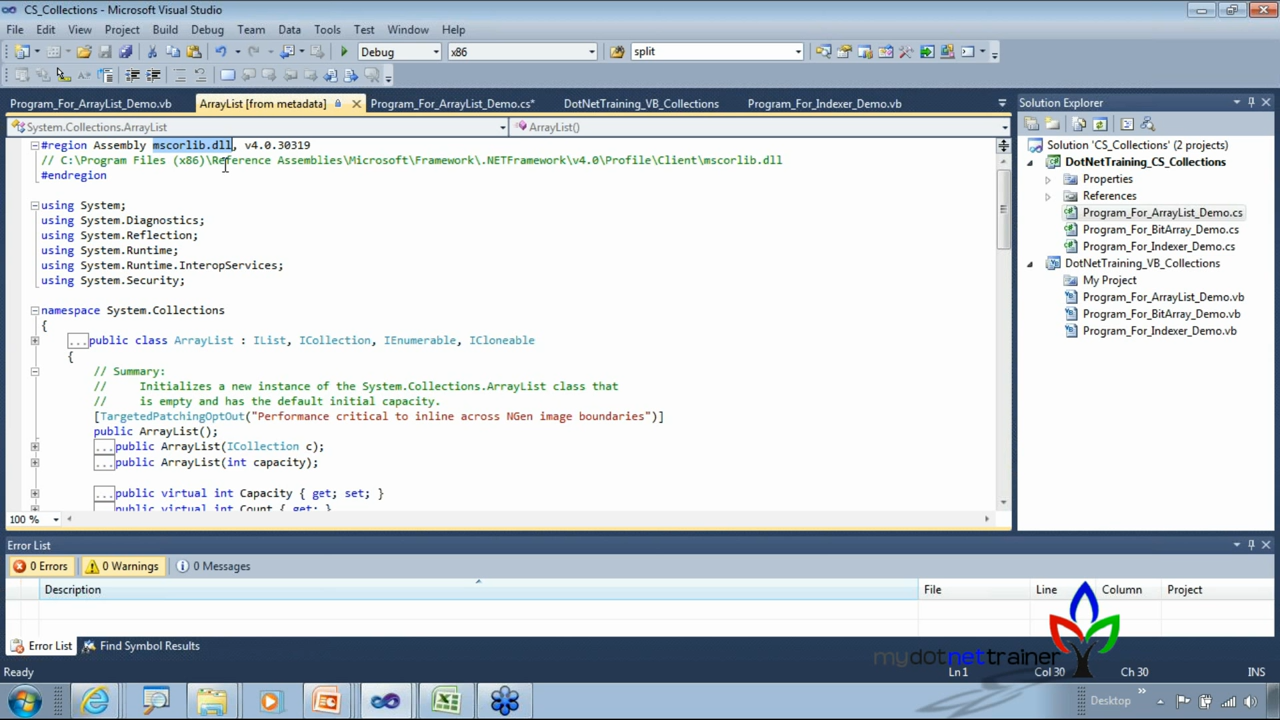 CS_Collections - Microsoft Visual Studio
File Edit View Project Build Debug Team Data Tools Test Window Help
Debug x86 split
Program_For_ArrayList_Demo.vb ArrayList [from metadata] Program_For_ArrayList_Demo.cs* DotNetTraining_VB_Collections Program_For_Indexer_Demo.vb
System.Collections.ArrayList ArrayList()
#region Assembly mscorlib.dll, v4.0.30319
// C:\Program Files (x86)\Reference Assemblies\Microsoft\Framework\.NETFramework\v4.0\Profile\Client\mscorlib.dll
#endregion
using System;
using System.Diagnostics;
using System.Reflection;
using System.Runtime;
using System.Runtime.InteropServices;
using System.Security;
namespace System.Collections
{
...public class ArrayList : IList, ICollection, IEnumerable, ICloneable
{
// Summary:
//     Initializes a new instance of the System.Collections.ArrayList class that
//     is empty and has the default initial capacity.
[TargetedPatchingOptOut("Performance critical to inline across NGen image boundaries")]
public ArrayList();
...public ArrayList(ICollection c);
...public ArrayList(int capacity);
...public virtual int Capacity { get; set; }
...public virtual int Count { get; }
100 %
Solution Explorer
Solution 'CS_Collections' (2 projects)
DotNetTraining_CS_Collections
Properties
References
Program_For_ArrayList_Demo.cs
Program_For_BitArray_Demo.cs
Program_For_Indexer_Demo.cs
DotNetTraining_VB_Collections
My Project
Program_For_ArrayList_Demo.vb
Program_For_BitArray_Demo.vb
Program_For_Indexer_Demo.vb
Error List
0 Errors 0 Warnings 0 Messages
Description File Line Column Project
Error List Find Symbol Results
mydotnettrainer
Ready Ln 1 Col 30 Ch 30 INS
Desktop